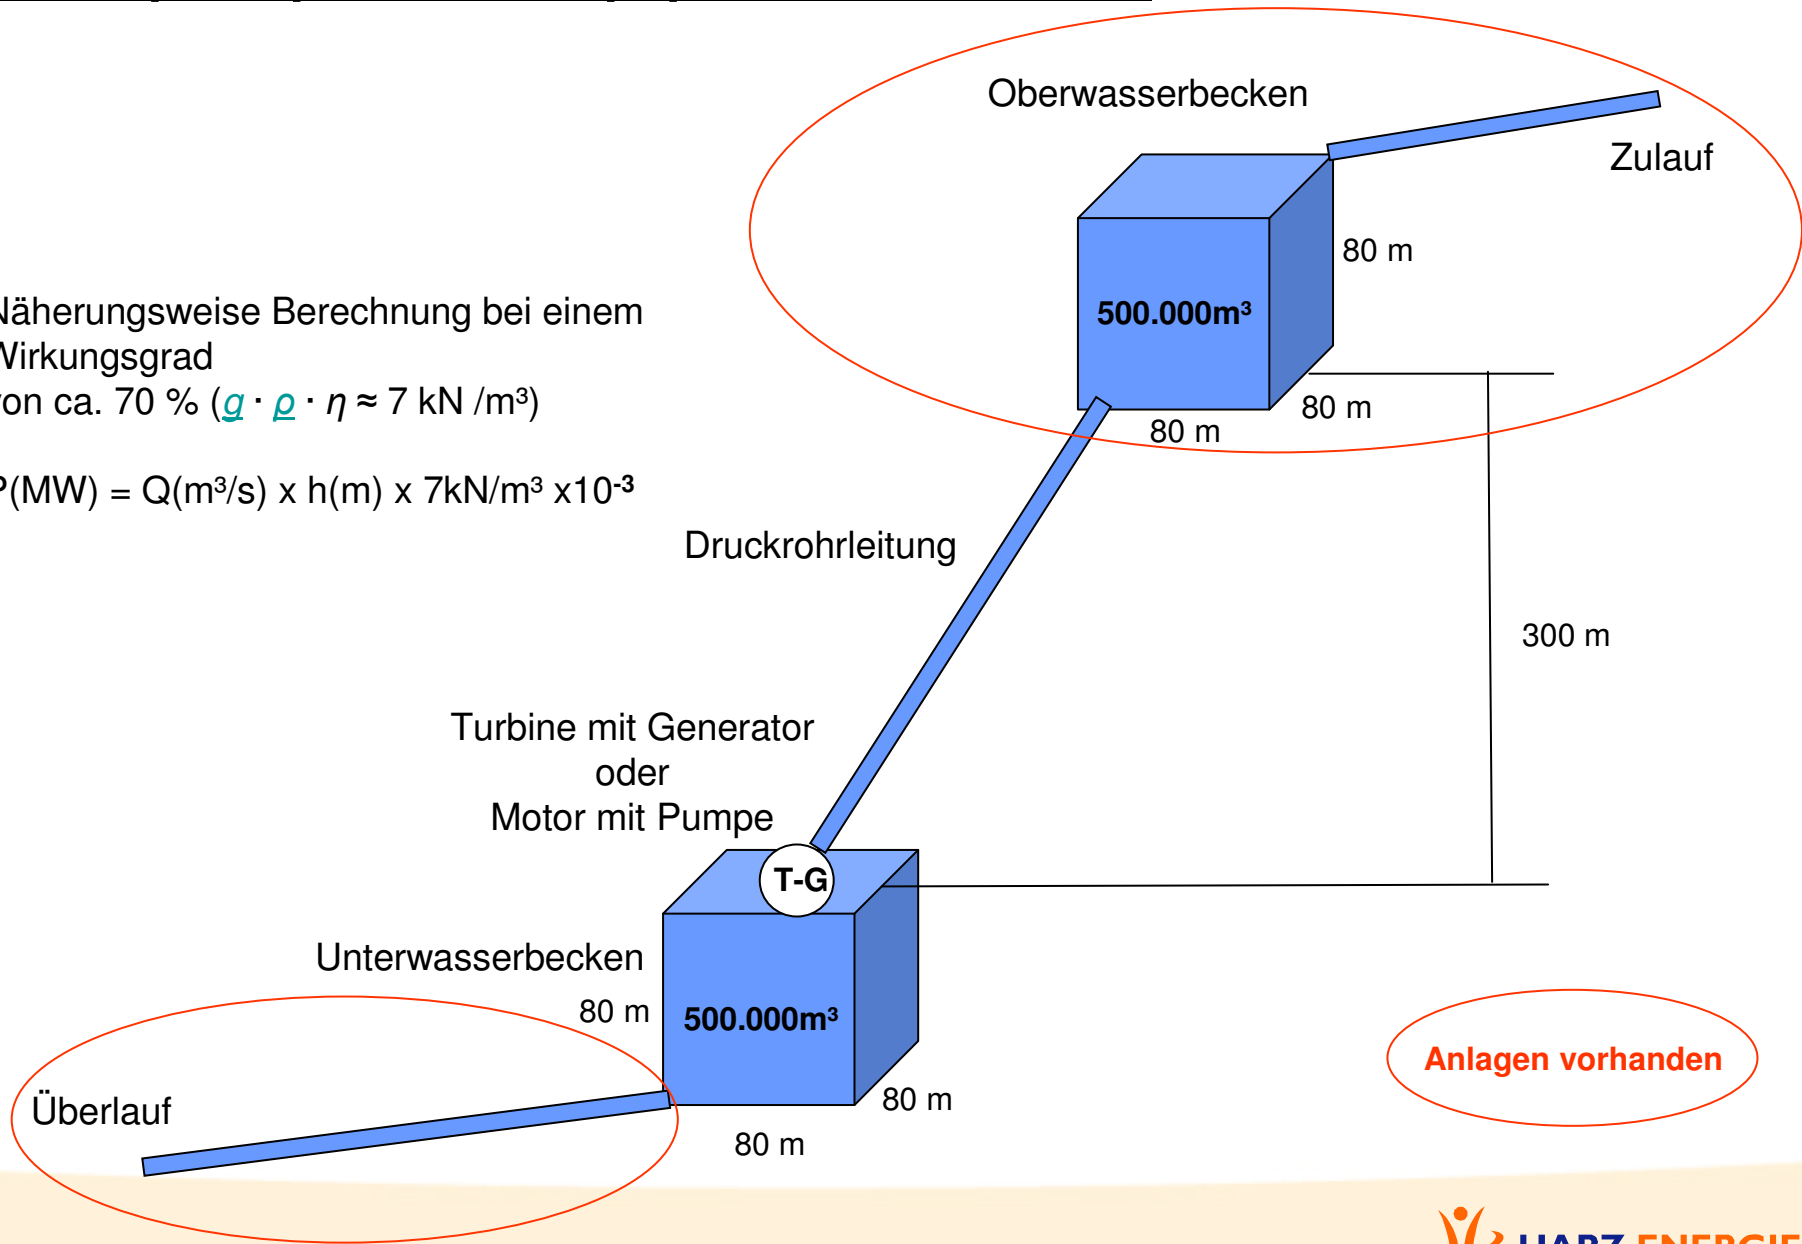 Oberwasserbecken
Zulauf
80 m
500.000m³
80 m
80 m
Näherungsweise Berechnung bei einem
Wirkungsgrad
von ca. 70 % (g · ρ · η ≈ 7 kN /m³)
P(MW) = Q(m³/s) x h(m) x 7kN/m³ x10⁻³
Druckrohrleitung
300 m
Turbine mit Generator
oder
Motor mit Pumpe
T-G
Unterwasserbecken
80 m
500.000m³
Anlagen vorhanden
Überlauf
80 m
80 m
HARZ ENERGIE